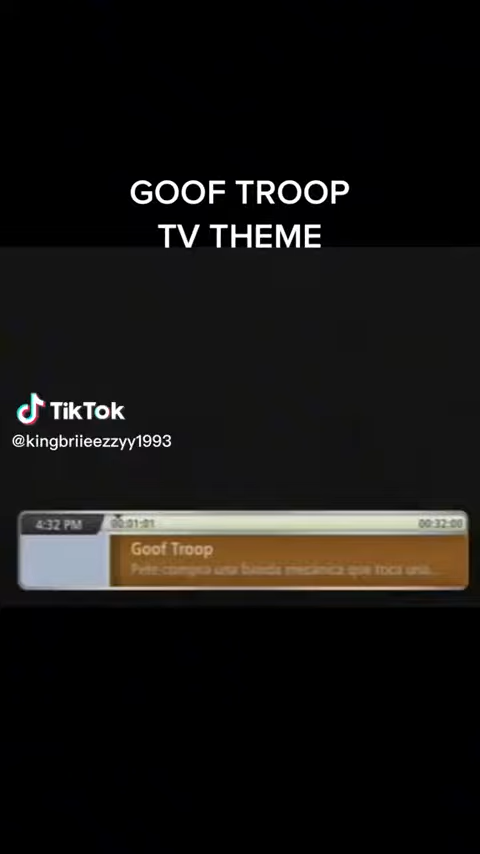 GOOF TROOP
TV THEME
TikTok
@kingbriieezzyy1993
4:32 PM 00:01:01 00:32:00
Goof Troop
Pete compra una banda mecánica que toca una...